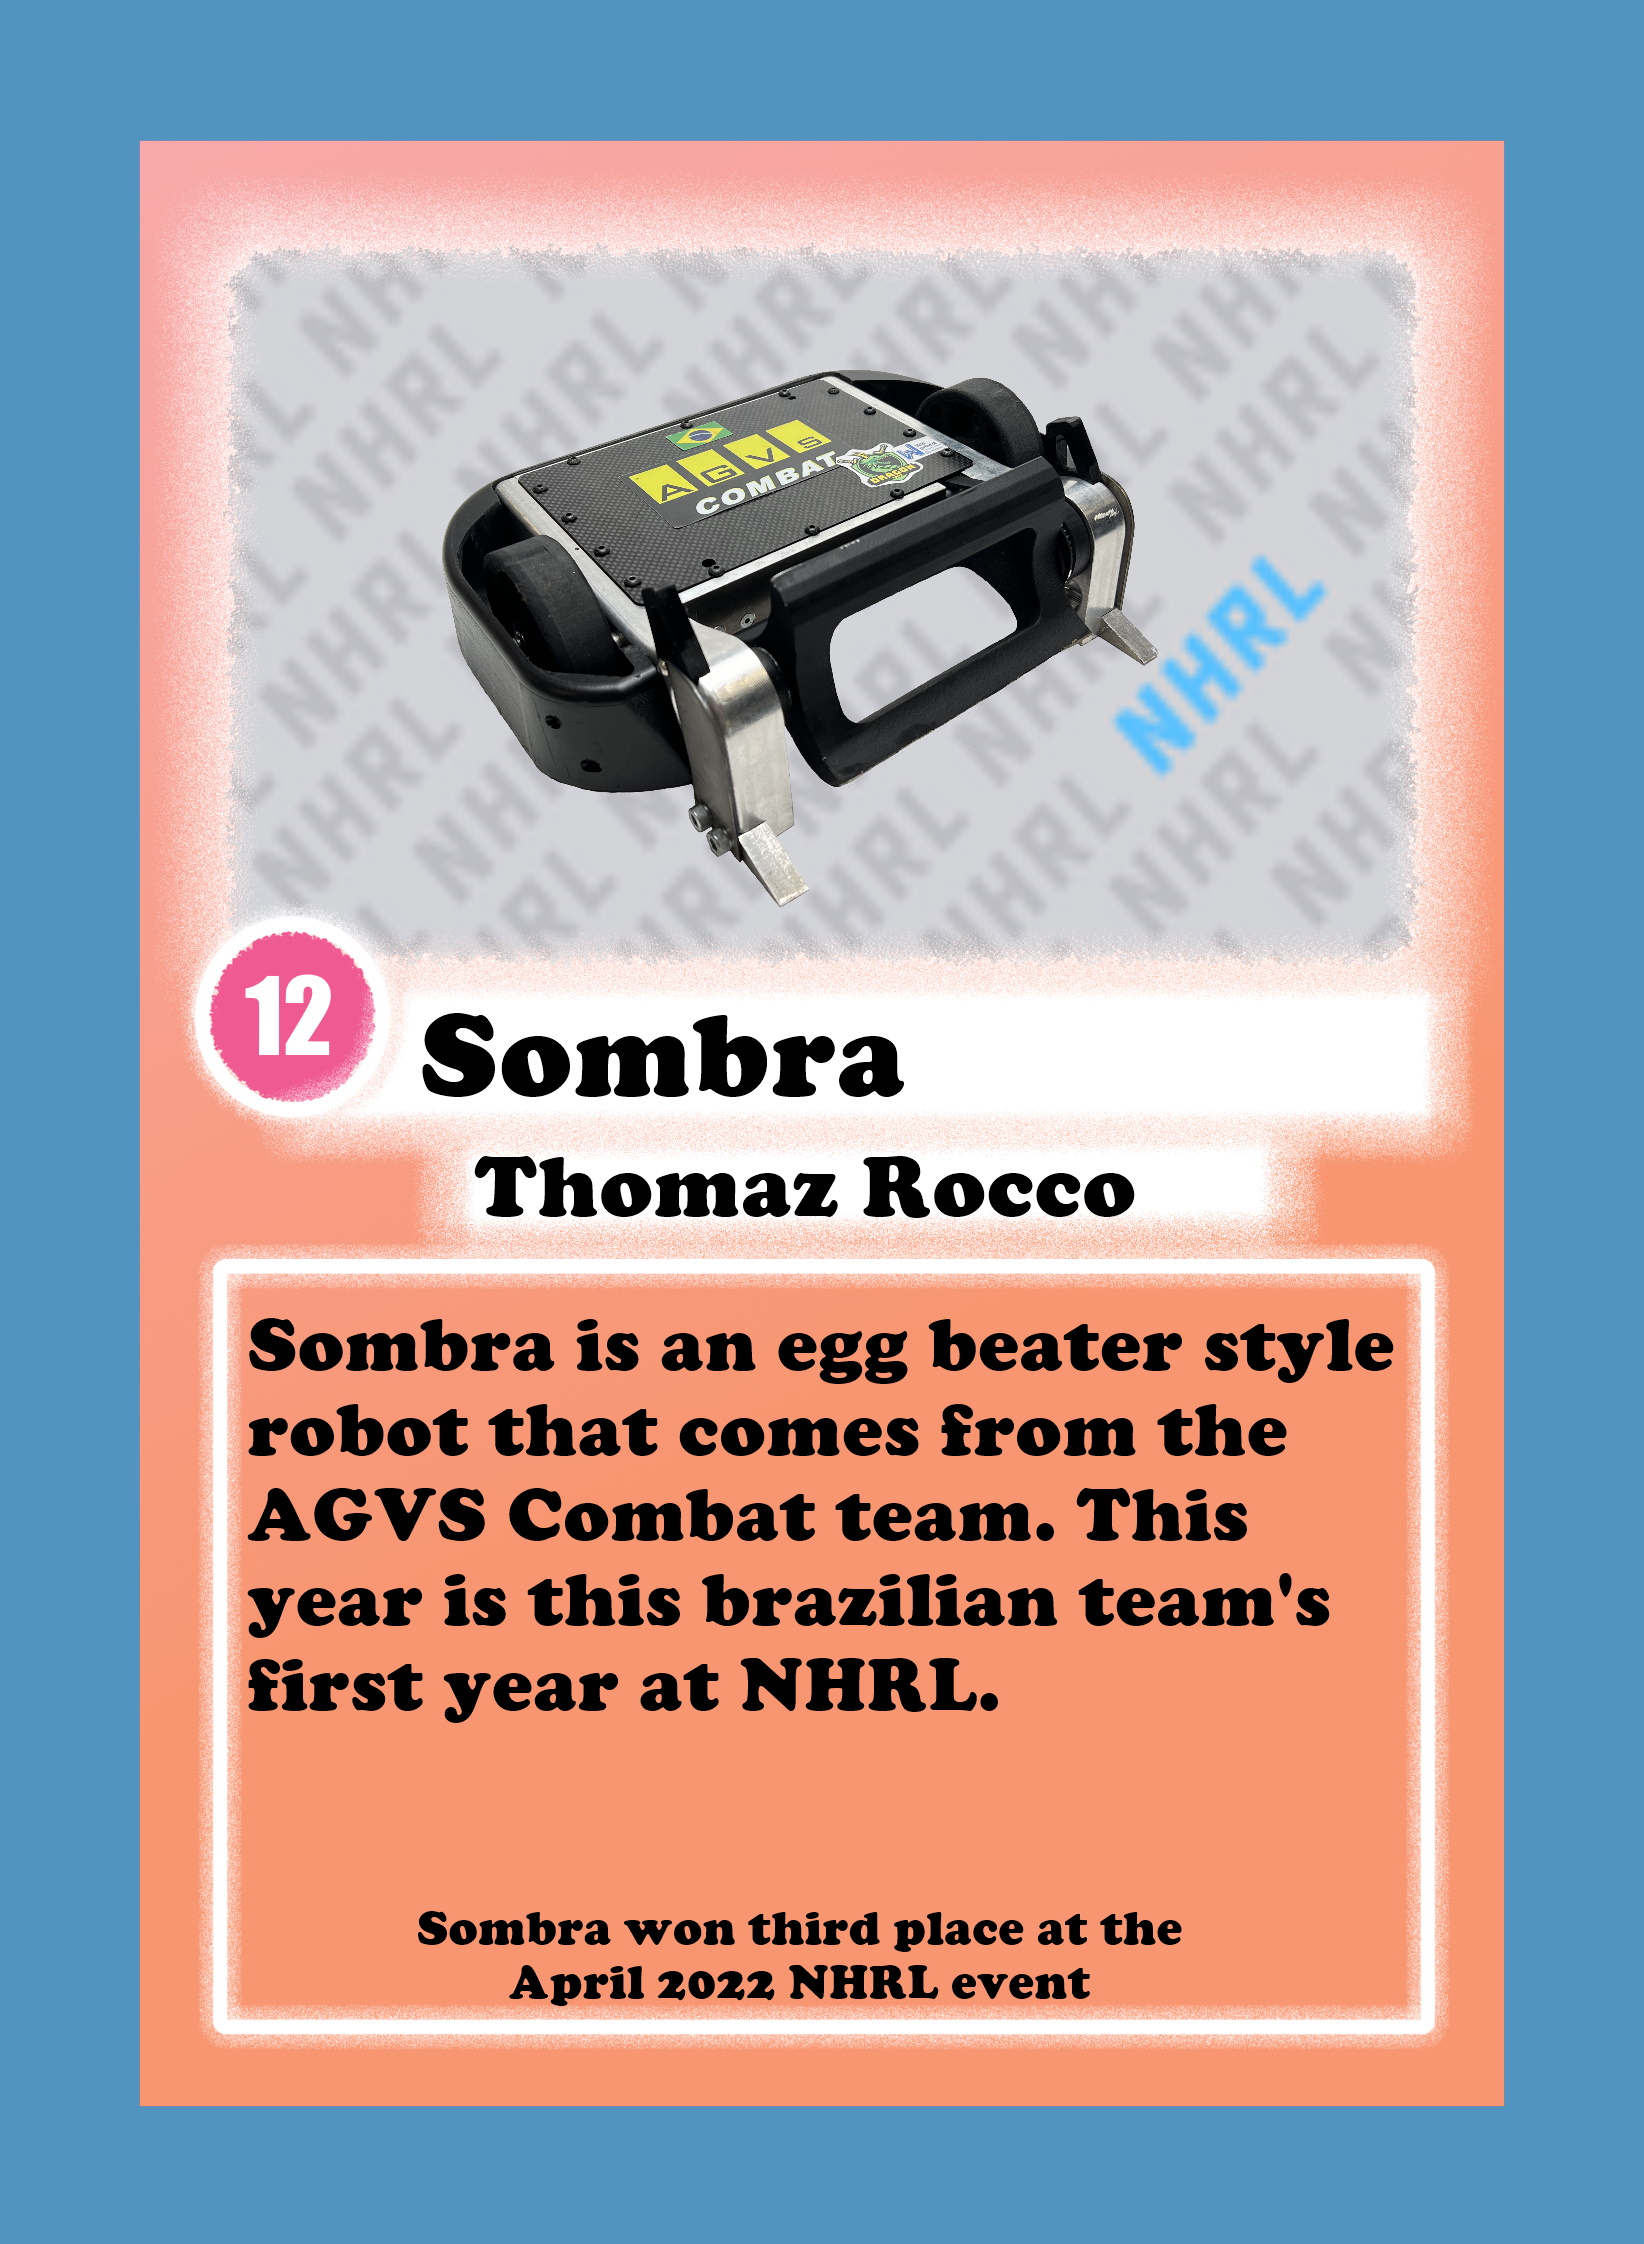 AGVS
COMBAT
DRAGON
NHRL
12
Sombra
Thomaz Rocco
Sombra is an egg beater style
robot that comes from the
AGVS Combat team. This
year is this brazilian team's
first year at NHRL.
Sombra won third place at the
April 2022 NHRL event